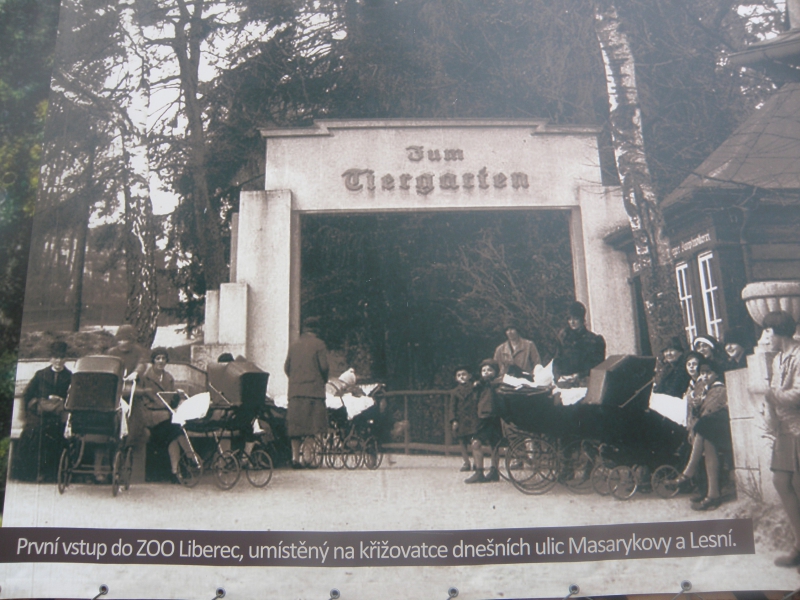 Zum
Tiergarten
První vstup do ZOO Liberec, umístěný na křižovatce dnešních ulic Masarykovy a Lesní.